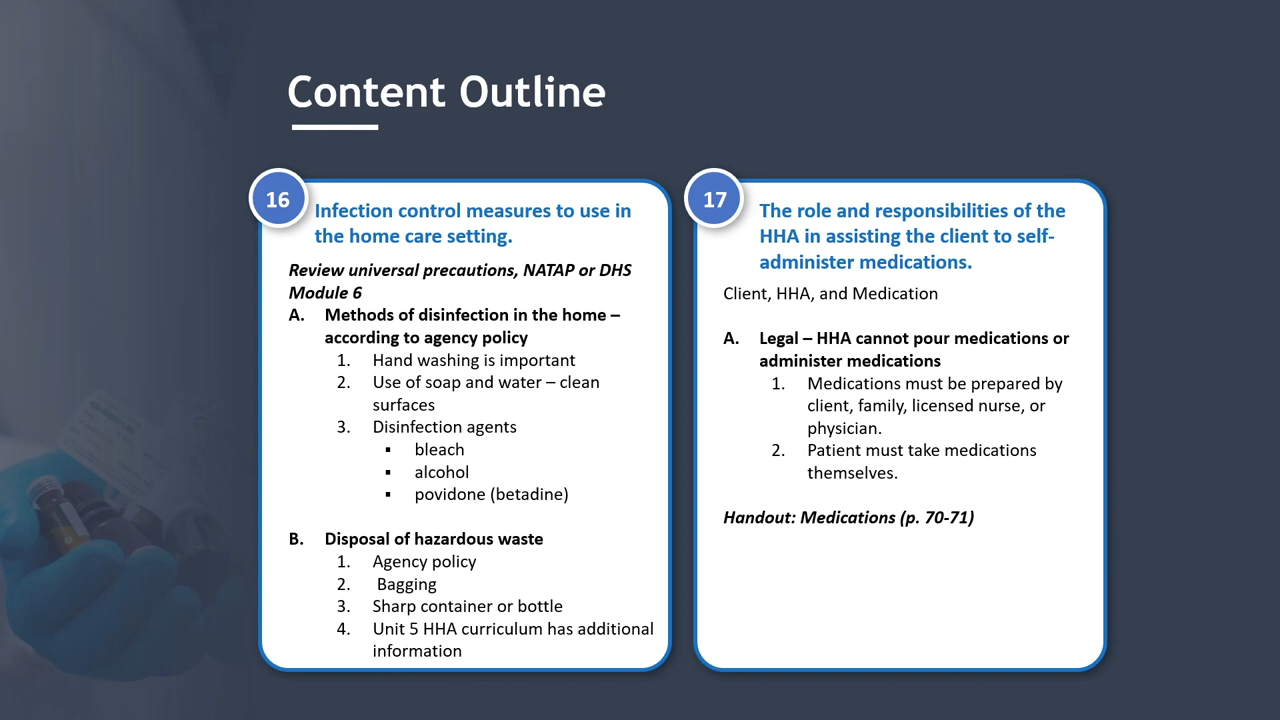 Content Outline
16
Infection control measures to use in
the home care setting.
Review universal precautions, NATAP or DHS
Module 6
A. Methods of disinfection in the home –
according to agency policy
1. Hand washing is important
2. Use of soap and water – clean
surfaces
3. Disinfection agents
▪ bleach
▪ alcohol
▪ povidone (betadine)
B. Disposal of hazardous waste
1. Agency policy
2. Bagging
3. Sharp container or bottle
4. Unit 5 HHA curriculum has additional
information
17
The role and responsibilities of the
HHA in assisting the client to self-
administer medications.
Client, HHA, and Medication
A. Legal – HHA cannot pour medications or
administer medications
1. Medications must be prepared by
client, family, licensed nurse, or
physician.
2. Patient must take medications
themselves.
Handout: Medications (p. 70-71)